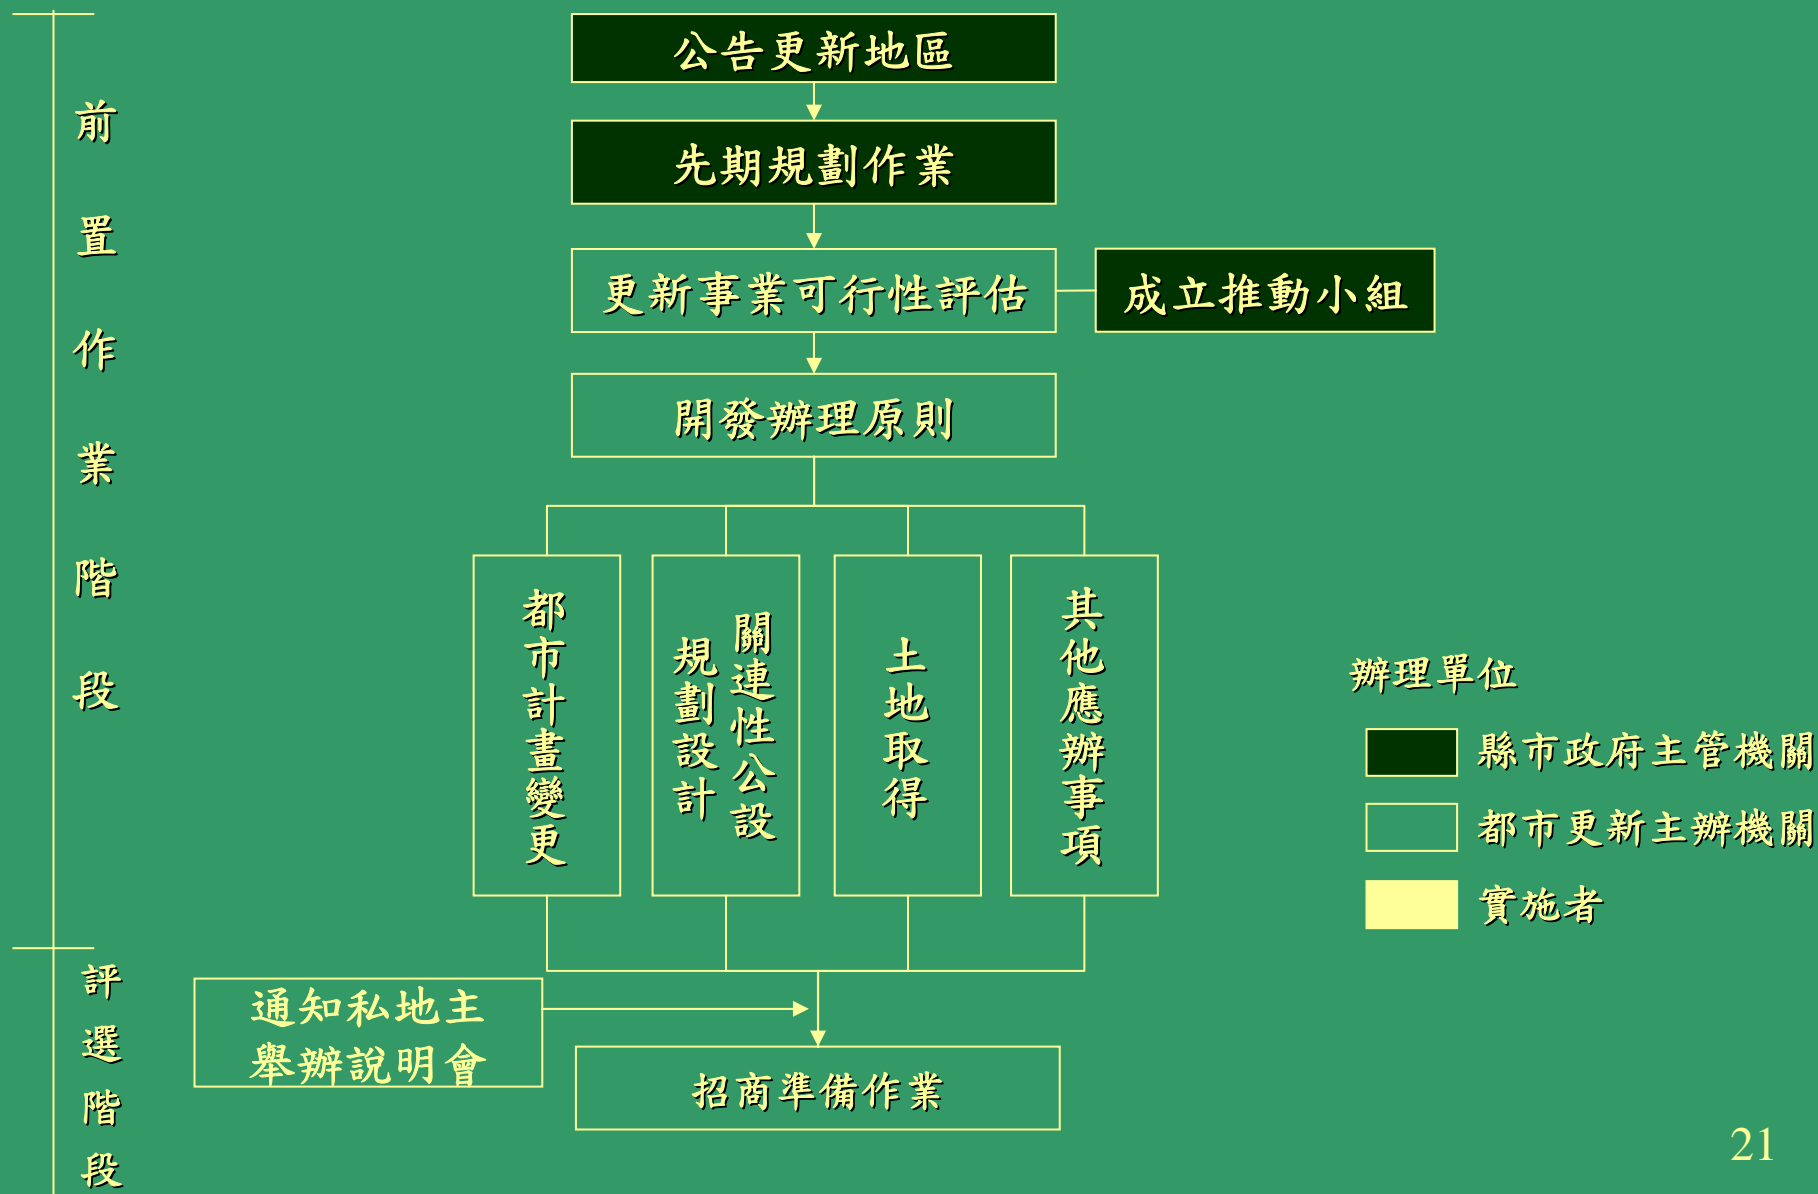 前置作業階段
公告更新地區
先期規劃作業
更新事業可行性評估
成立推動小組
開發辦理原則
都市計畫變更
關連性公設
規劃設計
土地取得
其他應辦事項
辦理單位
縣市政府主管機關
都市更新主辦機關
實施者
評選階段
通知私地主
舉辦說明會
招商準備作業
21